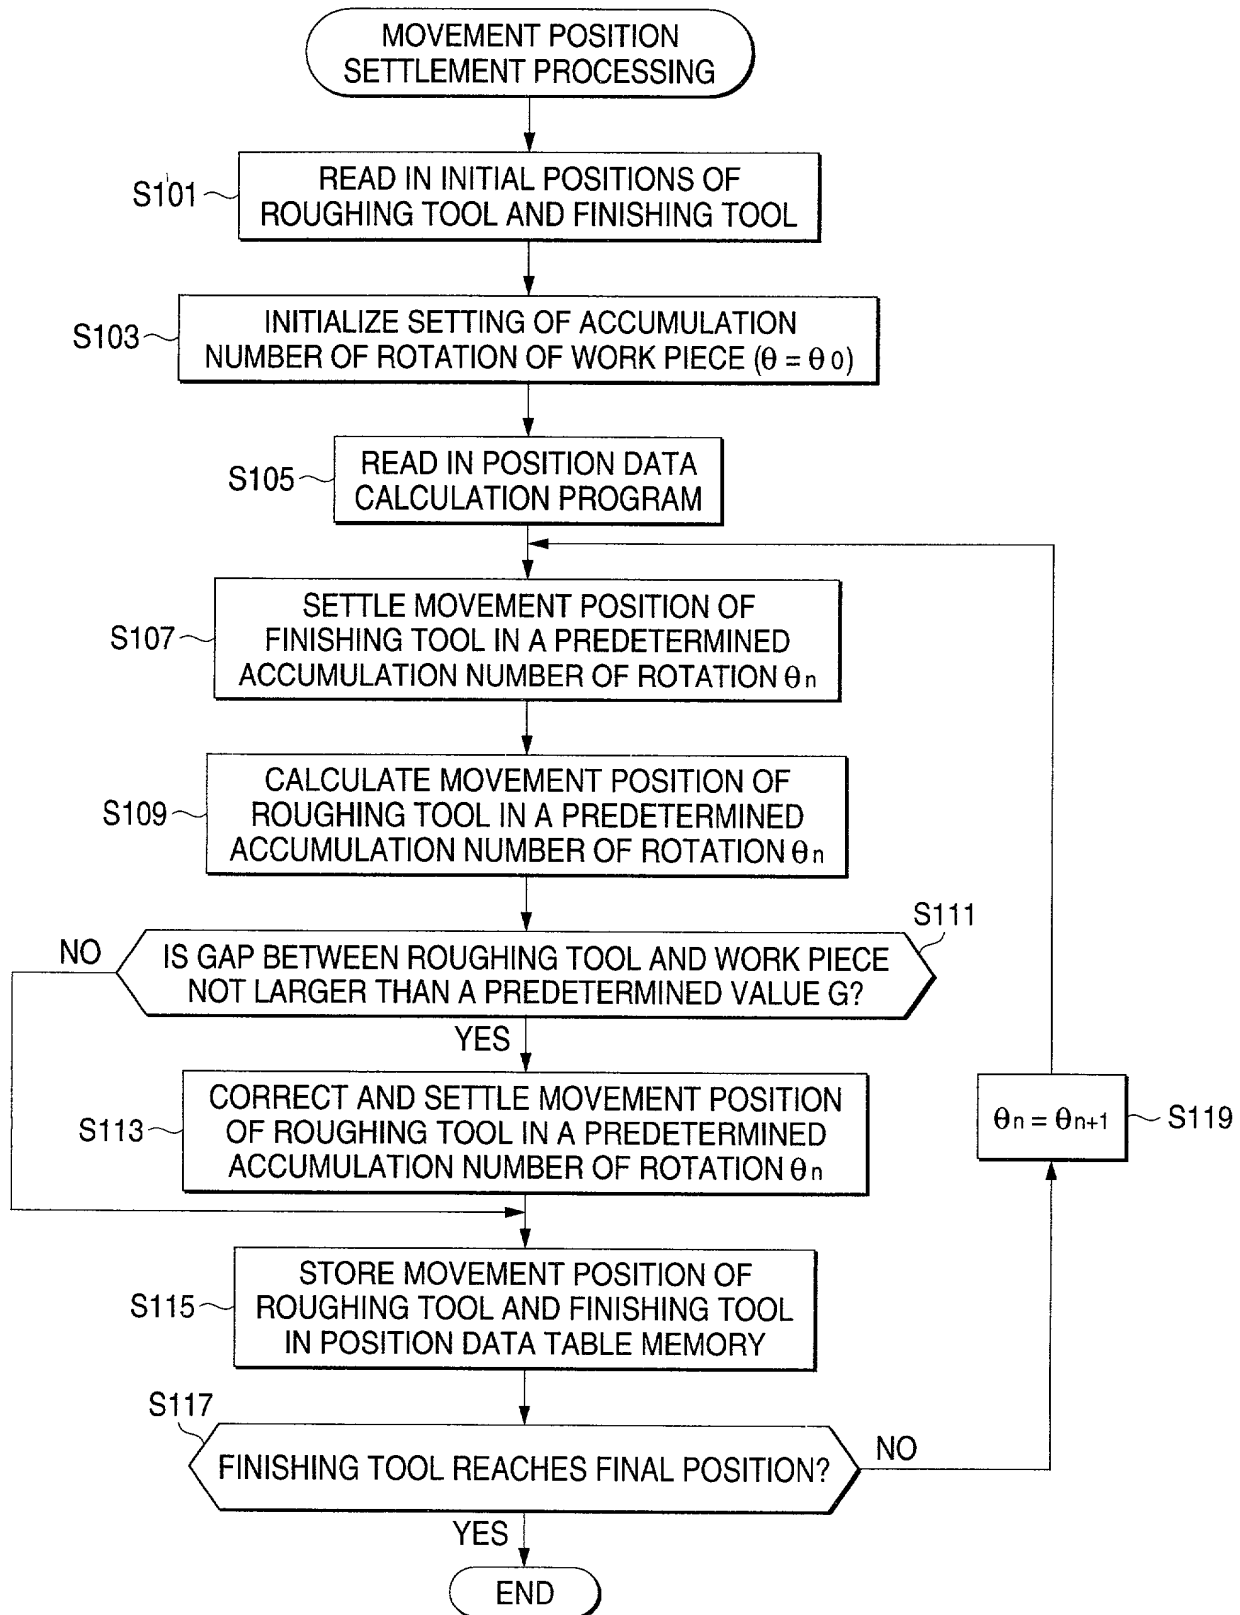 MOVEMENT POSITION
SETTLEMENT PROCESSING
S101
READ IN INITIAL POSITIONS OF
ROUGHING TOOL AND FINISHING TOOL
S103
INITIALIZE SETTING OF ACCUMULATION
NUMBER OF ROTATION OF WORK PIECE (θ = θ0)
S105
READ IN POSITION DATA
CALCULATION PROGRAM
S107
SETTLE MOVEMENT POSITION OF
FINISHING TOOL IN A PREDETERMINED
ACCUMULATION NUMBER OF ROTATION θn
S109
CALCULATE MOVEMENT POSITION OF
ROUGHING TOOL IN A PREDETERMINED
ACCUMULATION NUMBER OF ROTATION θn
S111
NO
IS GAP BETWEEN ROUGHING TOOL AND WORK PIECE
NOT LARGER THAN A PREDETERMINED VALUE G?
YES
S113
CORRECT AND SETTLE MOVEMENT POSITION
OF ROUGHING TOOL IN A PREDETERMINED
ACCUMULATION NUMBER OF ROTATION θn
θn = θn+1
S119
S115
STORE MOVEMENT POSITION OF
ROUGHING TOOL AND FINISHING TOOL
IN POSITION DATA TABLE MEMORY
S117
FINISHING TOOL REACHES FINAL POSITION?
NO
YES
END